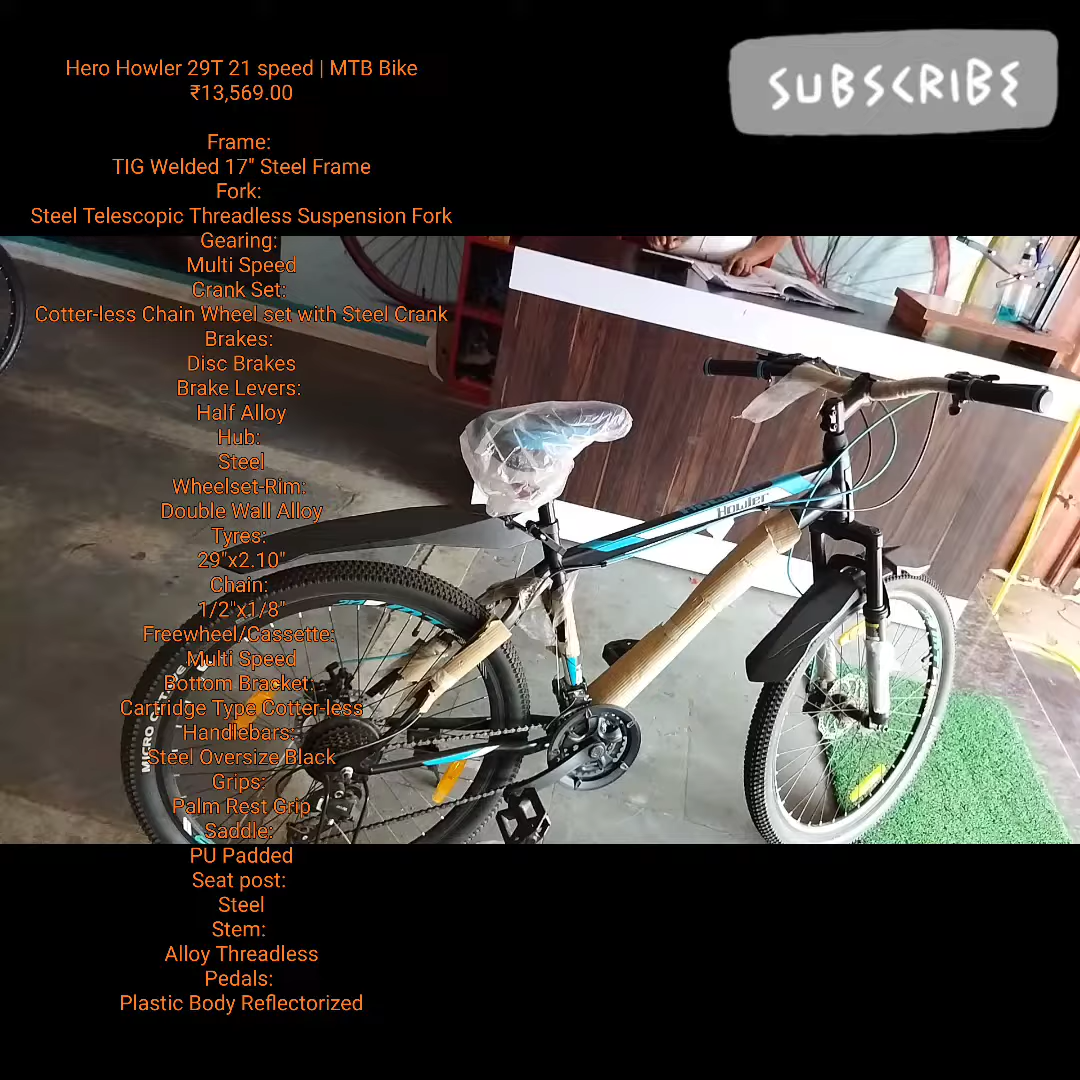 Hero Howler 29T 21 speed | MTB Bike
₹13,569.00
SUBSCRIBE
Frame:
TIG Welded 17" Steel Frame
Fork:
Steel Telescopic Threadless Suspension Fork
Gearing:
Multi Speed
Crank Set:
Cotter-less Chain Wheel set with Steel Crank
Brakes:
Disc Brakes
Brake Levers:
Half Alloy
Hub:
Steel
Wheelset-Rim:
Double Wall Alloy
Tyres:
29"x2.10"
Chain:
1/2"x1/8"
Freewheel/Cassette:
Multi Speed
Bottom Bracket:
Cartridge Type Cotter-less
Handlebars:
Steel Oversize Black
Grips:
Palm Rest Grip
Saddle:
PU Padded
Seat post:
Steel
Stem:
Alloy Threadless
Pedals:
Plastic Body Reflectorized
Howler
MICRO